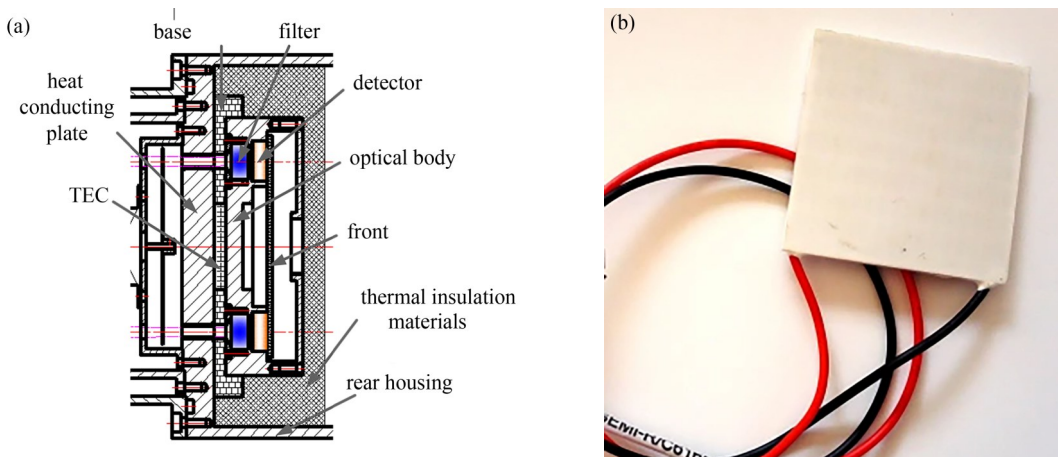 (a)
base
filter
heat
conducting
plate
detector
optical body
TEC
front
thermal insulation
materials
rear housing
(b)